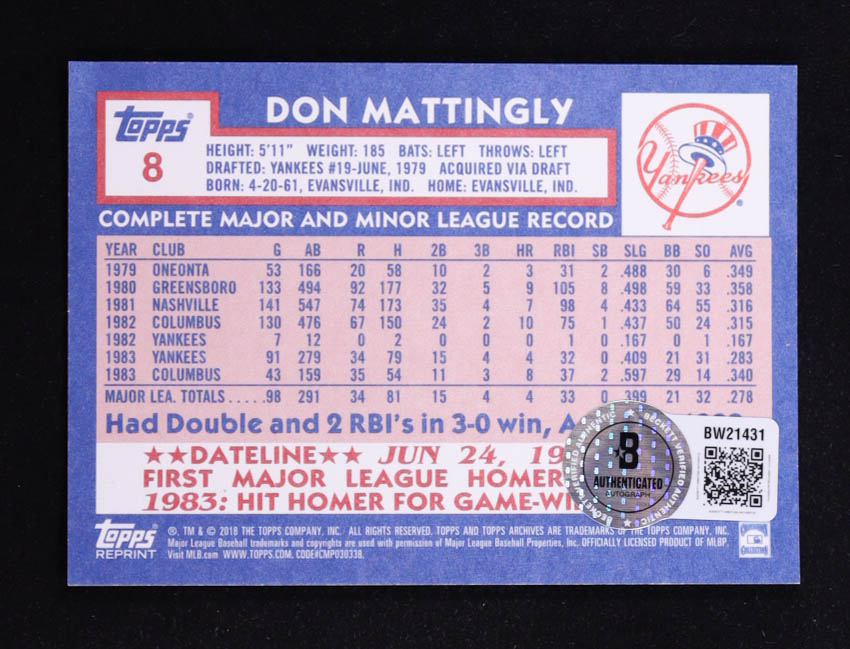 DON MATTINGLY
Topps
8
HEIGHT: 5'11" WEIGHT: 185 BATS: LEFT THROWS: LEFT
DRAFTED: YANKEES #19-JUNE, 1979 ACQUIRED VIA DRAFT
BORN: 4-20-61, EVANSVILLE, IND. HOME: EVANSVILLE, IND.
Yankees®
COMPLETE MAJOR AND MINOR LEAGUE RECORD
YEAR CLUB G AB R H 2B 3B HR RBI SB SLG BB SO AVG
1979 ONEONTA 53 166 20 58 10 2 3 31 2 .488 30 6 .349
1980 GREENSBORO 133 494 92 177 32 5 9 105 8 .498 59 33 .358
1981 NASHVILLE 141 547 74 173 35 4 7 98 4 .433 64 55 .316
1982 COLUMBUS 130 476 67 150 24 2 10 75 1 .437 50 24 .315
1982 YANKEES 7 12 0 2 0 0 0 1 0 .167 0 1 .167
1983 YANKEES 91 279 34 79 15 4 4 32 0 .409 21 31 .283
1983 COLUMBUS 43 159 35 54 11 3 8 37 2 .597 29 14 .340
MAJOR LEA. TOTALS.....98 291 34 81 15 4 4 33 0 .399 21 32 .278
Had Double and 2 RBI's in 3-0 win, A
★★DATELINE★★ JUN 24, 19
FIRST MAJOR LEAGUE HOMER
1983: HIT HOMER FOR GAME-WI
BECKETT VERIFIED AUTHENTIC
B
AUTHENTICATED
AUTOGRAPH
BW21431
Topps
REPRINT
®, TM & © 2018 THE TOPPS COMPANY, INC. ALL RIGHTS RESERVED. TOPPS AND TOPPS ARCHIVES ARE TRADEMARKS OF THE TOPPS COMPANY, INC.
Major League Baseball trademarks and copyrights are used with permission of Major League Baseball Properties, Inc. OFFICIALLY LICENSED PRODUCT OF MLBP.
Visit MLB.com WWW.TOPPS.COM. CODE#CMP030338.